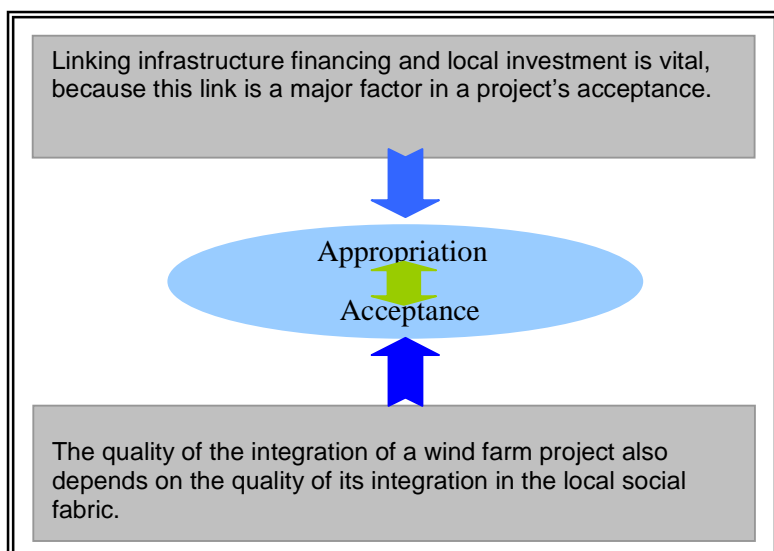 Linking infrastructure financing and local investment is vital,
because this link is a major factor in a project's acceptance.
Appropriation
Acceptance
The quality of the integration of a wind farm project also
depends on the quality of its integration in the local social
fabric.